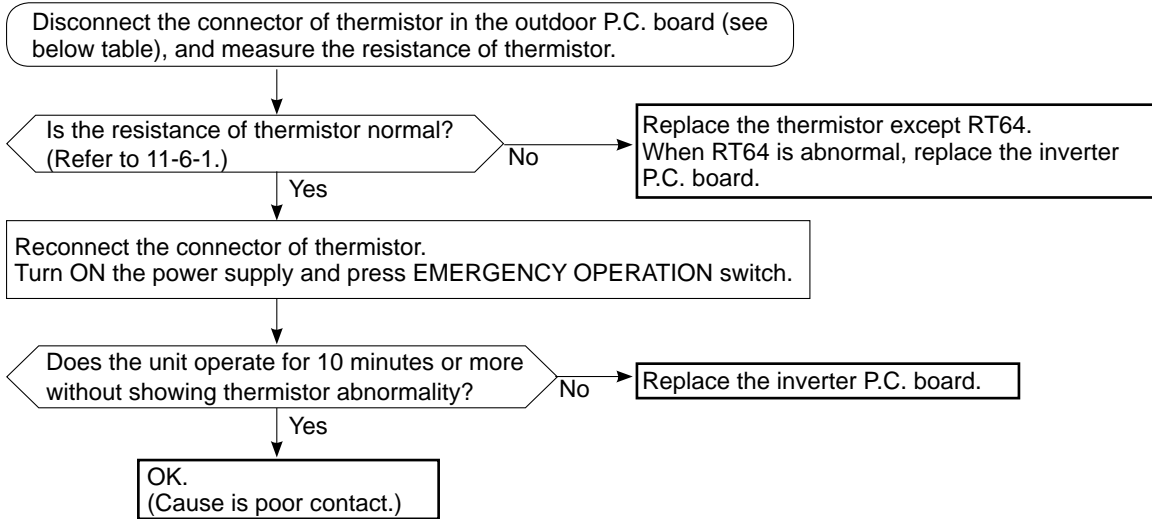 Disconnect the connector of thermistor in the outdoor P.C. board (see
below table), and measure the resistance of thermistor.
Is the resistance of thermistor normal?
(Refer to 11-6-1.)
No
Replace the thermistor except RT64.
When RT64 is abnormal, replace the inverter
P.C. board.
Yes
Reconnect the connector of thermistor.
Turn ON the power supply and press EMERGENCY OPERATION switch.
Does the unit operate for 10 minutes or more
without showing thermistor abnormality?
No
Replace the inverter P.C. board.
Yes
OK.
(Cause is poor contact.)